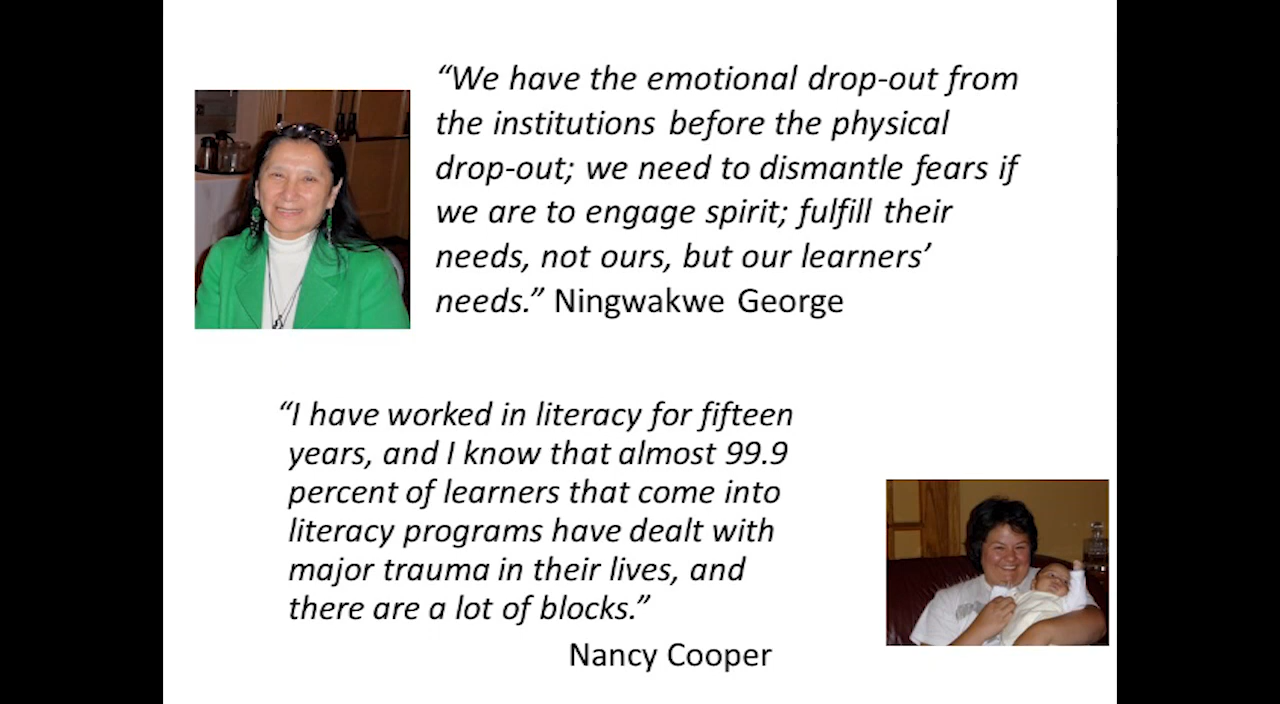 “We have the emotional drop-out from
the institutions before the physical
drop-out; we need to dismantle fears if
we are to engage spirit; fulfill their
needs, not ours, but our learners’
needs.” Ningwakwe George
“I have worked in literacy for fifteen
years, and I know that almost 99.9
percent of learners that come into
literacy programs have dealt with
major trauma in their lives, and
there are a lot of blocks.”
Nancy Cooper